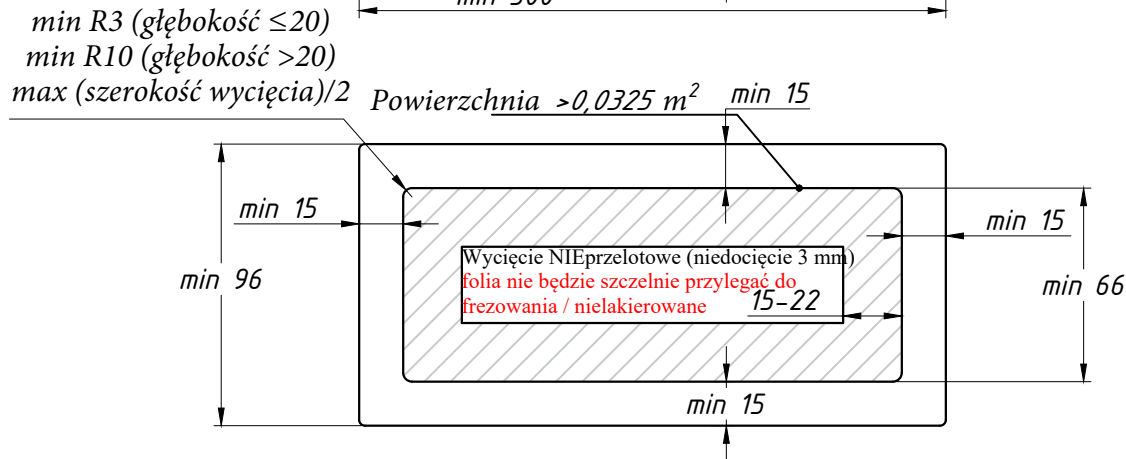 min 300
min R3 (głębokość ≤20)
min R10 (głębokość >20)
max (szerokość wycięcia)/2
Powierzchnia >0,0325 m²
min 15
min 15
min 15
min 96
Wycięcie NIEprzelotowe (niedocięcie 3 mm)
folia nie będzie szczelnie przylegać do
frezowania / nielakierowane
15-22
min 66
min 15